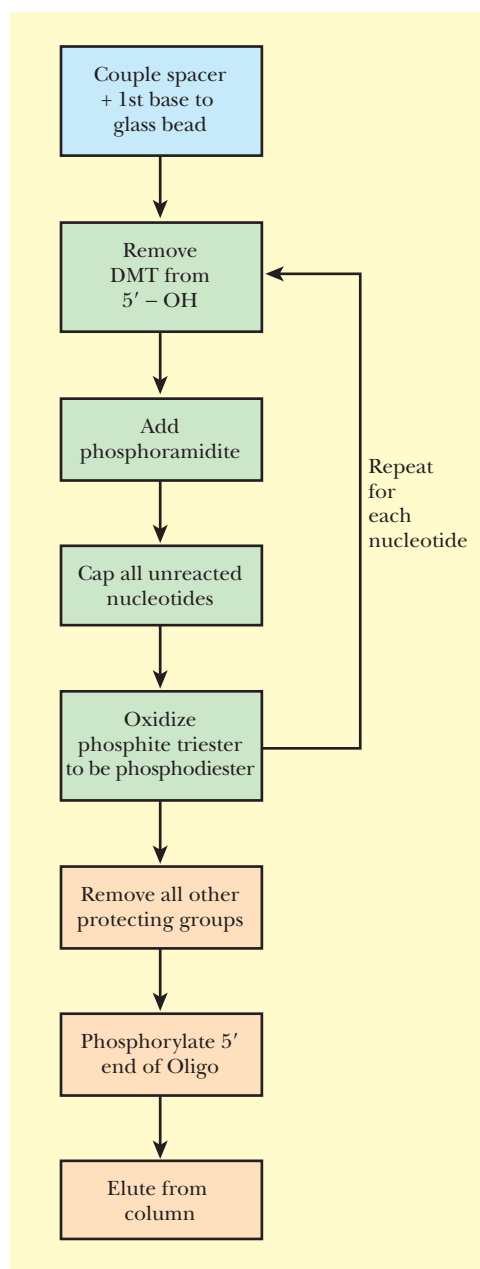 Couple spacer
+ 1st base to
glass bead
Remove
DMT from
5′ – OH
Add
phosphoramidite
Cap all unreacted
nucleotides
Oxidize
phosphite triester
to be phosphodiester
Repeat
for
each
nucleotide
Remove all other
protecting groups
Phosphorylate 5′
end of Oligo
Elute from
column